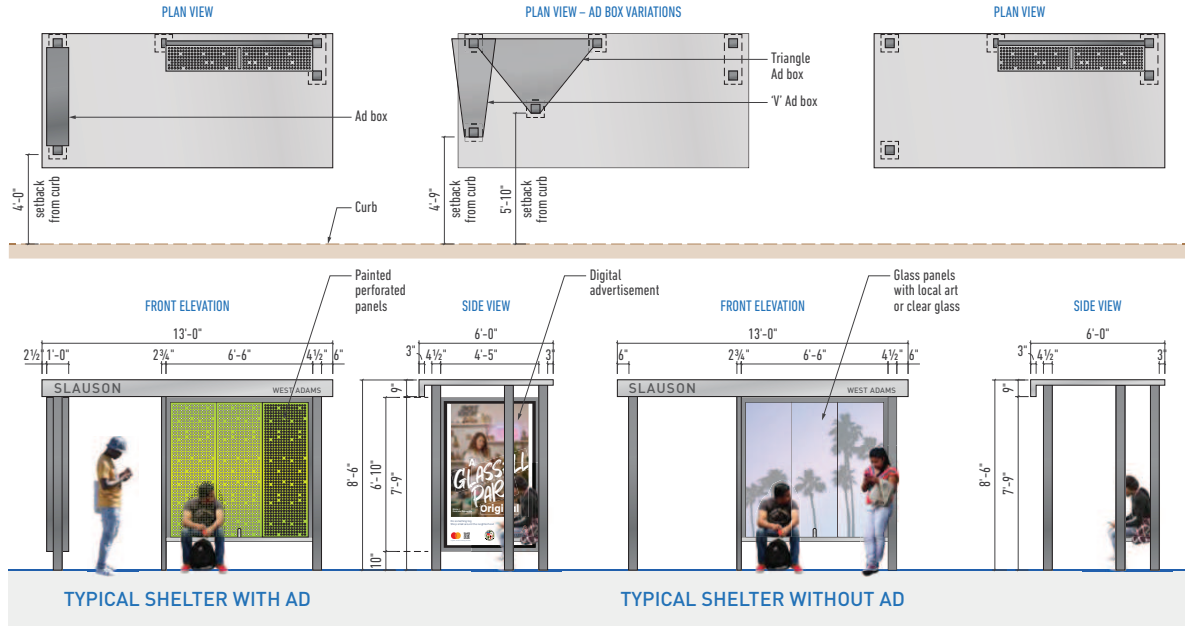 PLAN VIEW
PLAN VIEW – AD BOX VARIATIONS
PLAN VIEW
Triangle
Ad box
'V' Ad box
Ad box
4'-0"
setback
from curb
4'-9"
setback
from curb
5'-10"
setback
from curb
Curb
Painted
perforated
panels
Digital
advertisement
Glass panels
with local art
or clear glass
FRONT ELEVATION
SIDE VIEW
FRONT ELEVATION
SIDE VIEW
13'-0"
6'-0"
13'-0"
6'-0"
2½" 1'-0" 2¾" 6'-6" 4½" 6"
3" 4½" 4'-5" 3"
6" 2¾" 6'-6" 4½" 6"
3" 4½" 3"
SLAUSON WEST ADAMS
9"
8'-6"
6'-10"
7'-9"
10"
A
GLASS
PAR
Original
SLAUSON WEST ADAMS
9"
8'-6"
7'-9"
TYPICAL SHELTER WITH AD
TYPICAL SHELTER WITHOUT AD